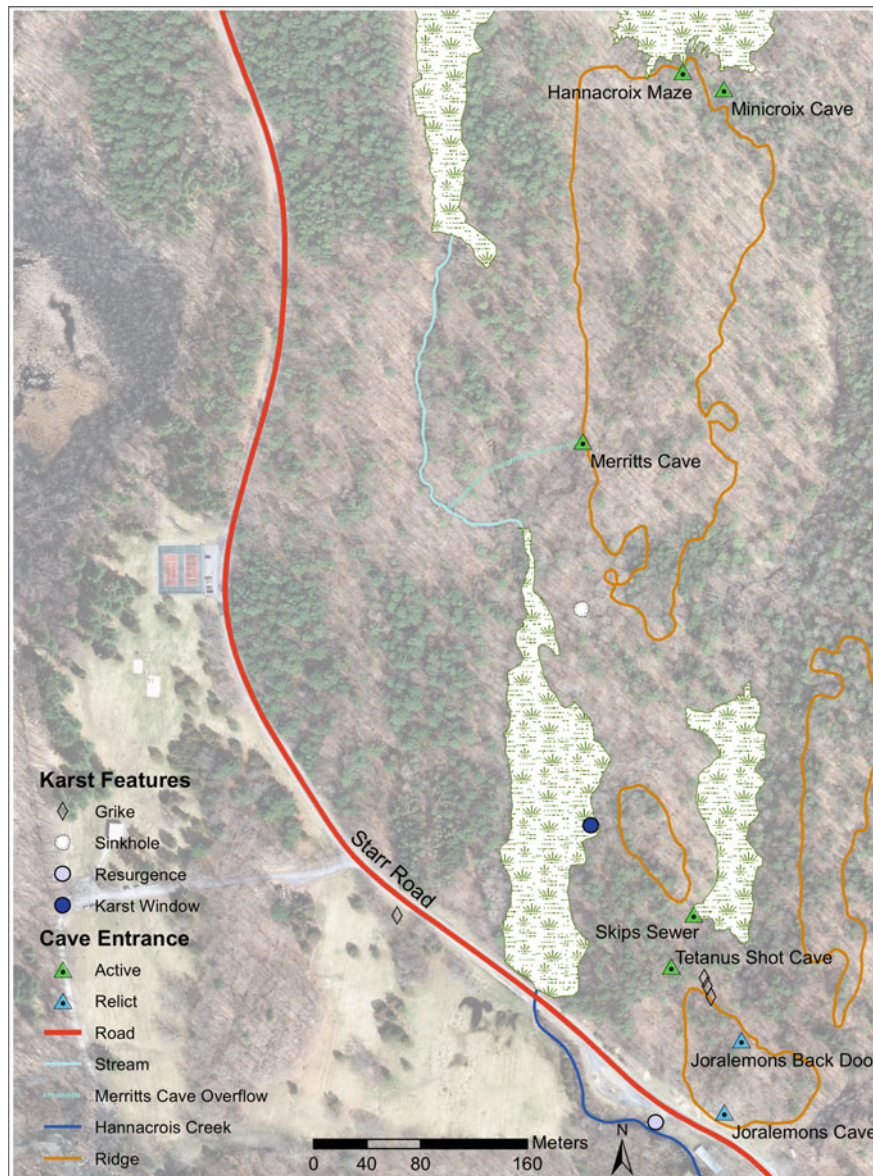 Hannacroix Maze
Minicroix Cave
Merritts Cave
Karst Features
Grike
Sinkhole
Resurgence
Karst Window
Cave Entrance
Active
Relict
Road
Stream
Merritts Cave Overflow
Hannacrois Creek
Ridge
Starr Road
Skips Sewer
Tetanus Shot Cave
Joralemons Back Doo
Joralemons Cave
N
Meters
0 40 80 160